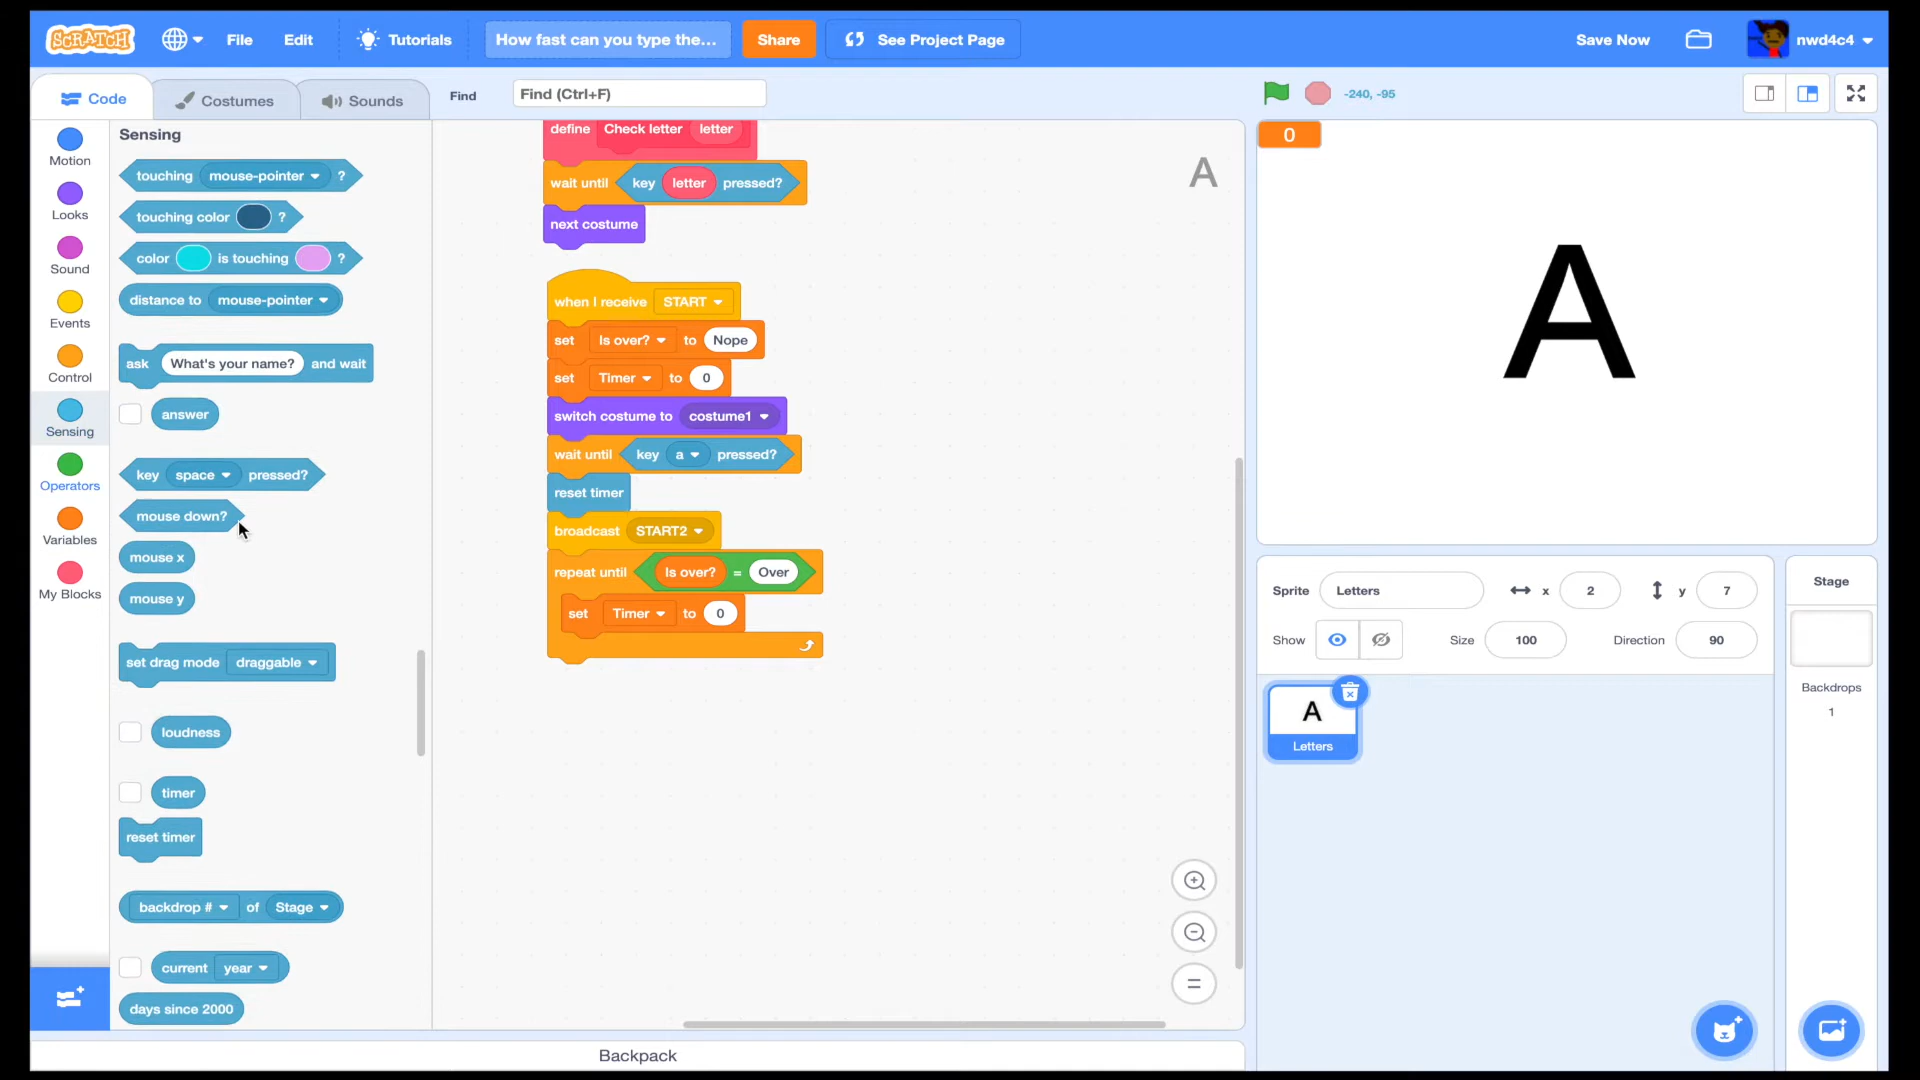 SCRATCH File Edit Tutorials How fast can you type the... Share See Project Page Save Now nwd4c4
Code Costumes Sounds Find Find (Ctrl+F) -240, -95
Motion
Looks
Sound
Events
Control
Sensing
Operators
Variables
My Blocks
Sensing
touching mouse-pointer ?
touching color ?
color is touching ?
distance to mouse-pointer
ask What's your name? and wait
answer
key space pressed?
mouse down?
mouse x
mouse y
set drag mode draggable
loudness
timer
reset timer
backdrop # of Stage
current year
days since 2000
define Check letter letter
wait until key letter pressed?
next costume
when I receive START
set Is over? to Nope
set Timer to 0
switch costume to costume1
wait until key a pressed?
reset timer
broadcast START2
repeat until Is over? = Over
set Timer to 0
A
=
Backpack
0
A
Sprite Letters x 2 y 7
Show Size 100 Direction 90
A
Letters
Stage
Backdrops
1